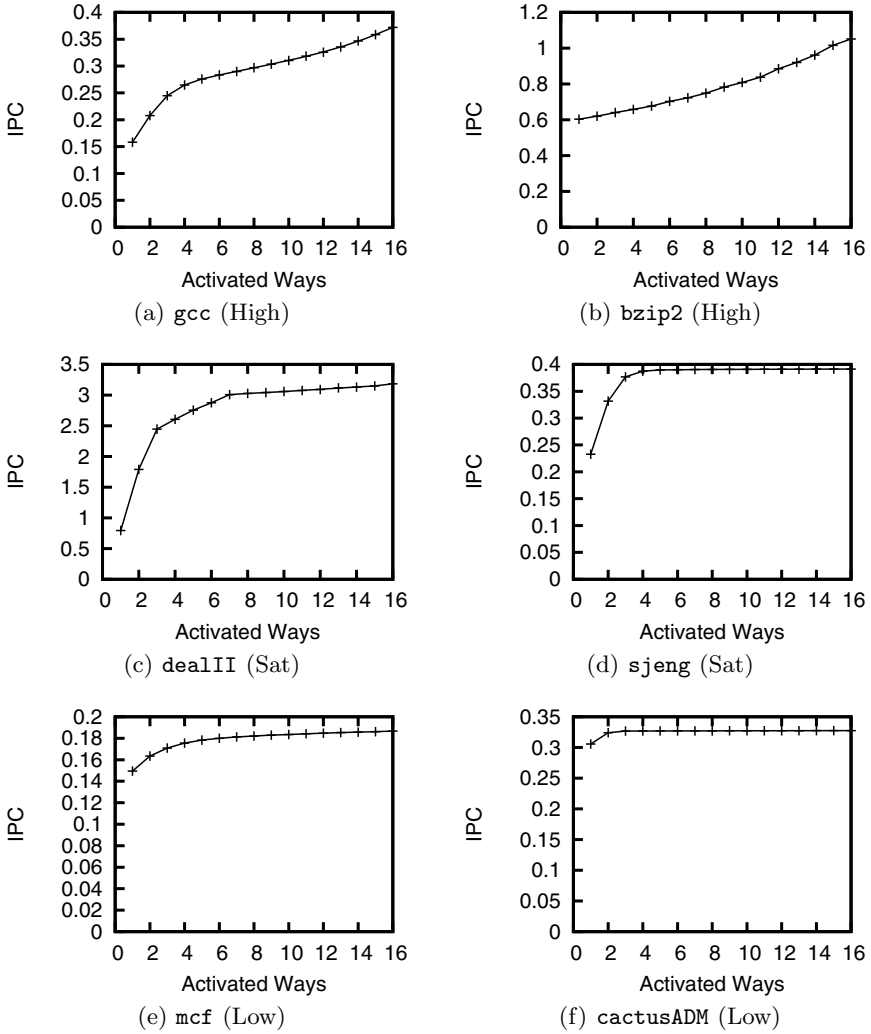 0.4
0.35
0.3
0.25
0.2
0.15
0.1
0.05
0
IPC
0 2 4 6 8 10 12 14 16
Activated Ways
(a) gcc (High)
1.2
1
0.8
0.6
0.4
0.2
0
IPC
0 2 4 6 8 10 12 14 16
Activated Ways
(b) bzip2 (High)
3.5
3
2.5
2
1.5
1
0.5
0
IPC
0 2 4 6 8 10 12 14 16
Activated Ways
(c) dealII (Sat)
0.4
0.35
0.3
0.25
0.2
0.15
0.1
0.05
0
IPC
0 2 4 6 8 10 12 14 16
Activated Ways
(d) sjeng (Sat)
0.2
0.18
0.16
0.14
0.12
0.1
0.08
0.06
0.04
0.02
0
IPC
0 2 4 6 8 10 12 14 16
Activated Ways
(e) mcf (Low)
0.35
0.3
0.25
0.2
0.15
0.1
0.05
0
IPC
0 2 4 6 8 10 12 14 16
Activated Ways
(f) cactusADM (Low)